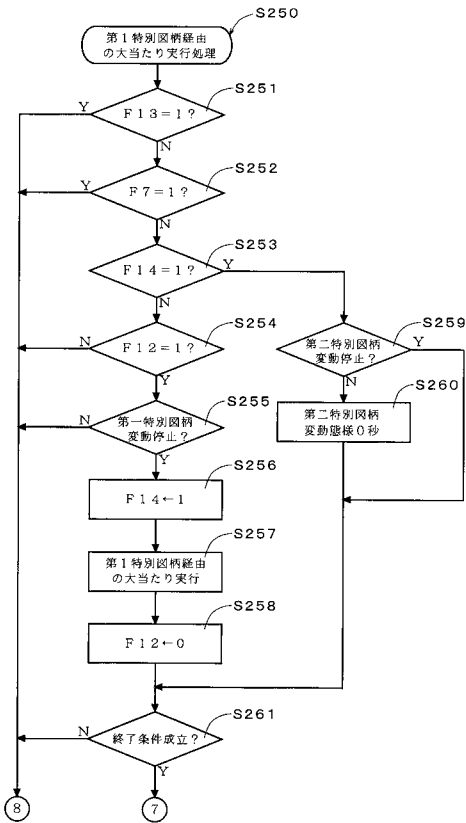 S250
第１特別図柄経由
の大当たり実行処理
S251
Y
Ｆ１３＝１？
N
S252
Y
Ｆ７＝１？
N
S253
Ｆ１４＝１？
Y
N
S254
N
Ｆ１２＝１？
Y
S259
第二特別図柄
変動停止？
Y
N
S255
N
第一特別図柄
変動停止？
Y
S260
第二特別図柄
変動態様０秒
S256
Ｆ１４←１
S257
第１特別図柄経由
の大当たり実行
S258
Ｆ１２←０
S261
N
終了条件成立？
Y
8
7